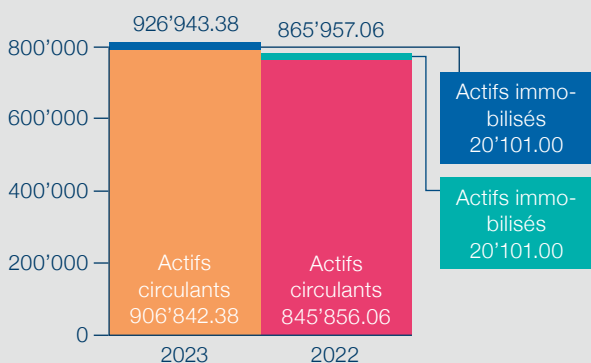 926’943.38
865’957.06
800’000
600’000
400’000
200’000
0
Actifs immo-
bilisés
20’101.00
Actifs immo-
bilisés
20’101.00
Actifs
circulants
906’842.38
Actifs
circulants
845’856.06
2023
2022